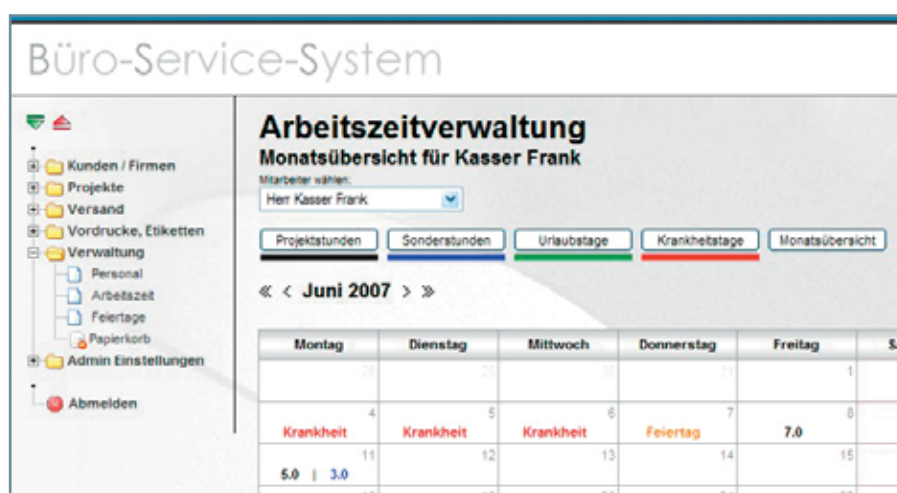 Büro-Service-System
Kunden / Firmen
Projekte
Versand
Vordrucke, Etiketten
Verwaltung
Personal
Arbeitszeit
Feiertage
Papierkorb
Admin Einstellungen
Abmelden
Arbeitszeitverwaltung
Monatsübersicht für Kasser Frank
Mitarbeiter wählen:
Herr Kasser Frank
Projektstunden Sonderstunden Urlaubstage Krankheitstage Monatsübersicht
« < Juni 2007 > »
Montag Dienstag Mittwoch Donnerstag Freitag
28 29 30 31 1
4 5 6 7 8
Krankheit Krankheit Krankheit Feiertag 7.0
11 12 13 14 15
5.0 | 3.0